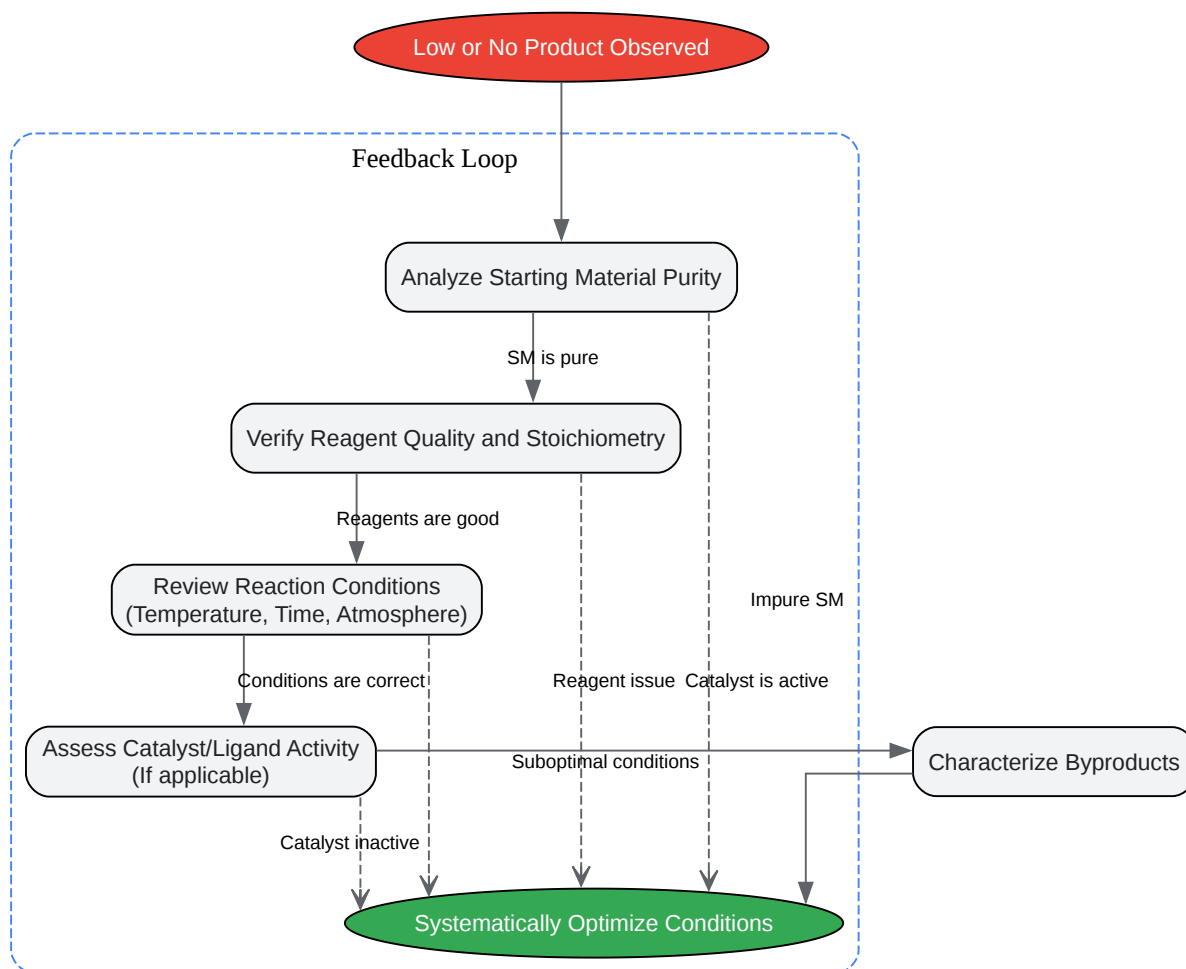 Low or No Product Observed
Feedback Loop
Analyze Starting Material Purity
SM is pure
Verify Reagent Quality and Stoichiometry
Reagents are good
Review Reaction Conditions
(Temperature, Time, Atmosphere)
Impure SM
Conditions are correct
Reagent issue
Catalyst is active
Assess Catalyst/Ligand Activity
(If applicable)
Suboptimal conditions
Characterize Byproducts
Catalyst inactive
Systematically Optimize Conditions